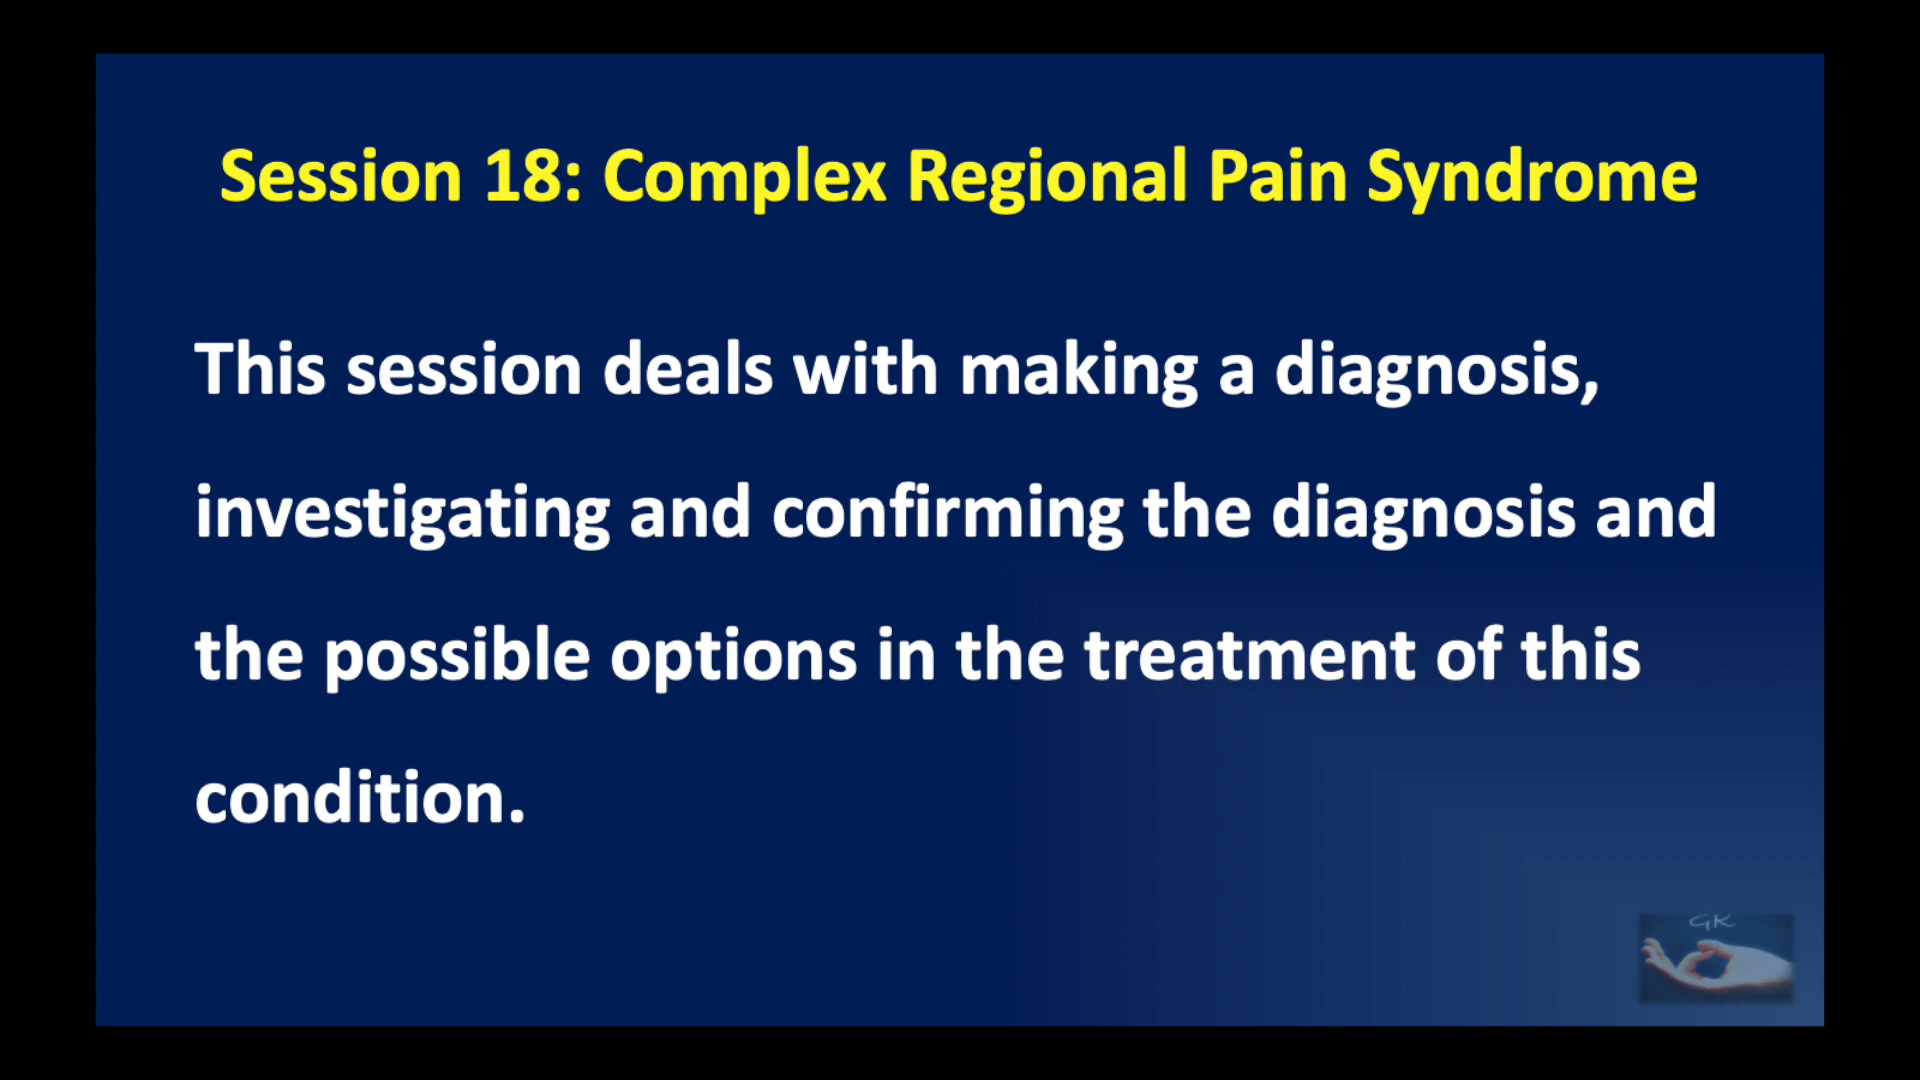 Session 18: Complex Regional Pain Syndrome
This session deals with making a diagnosis,
investigating and confirming the diagnosis and
the possible options in the treatment of this
condition.
GK